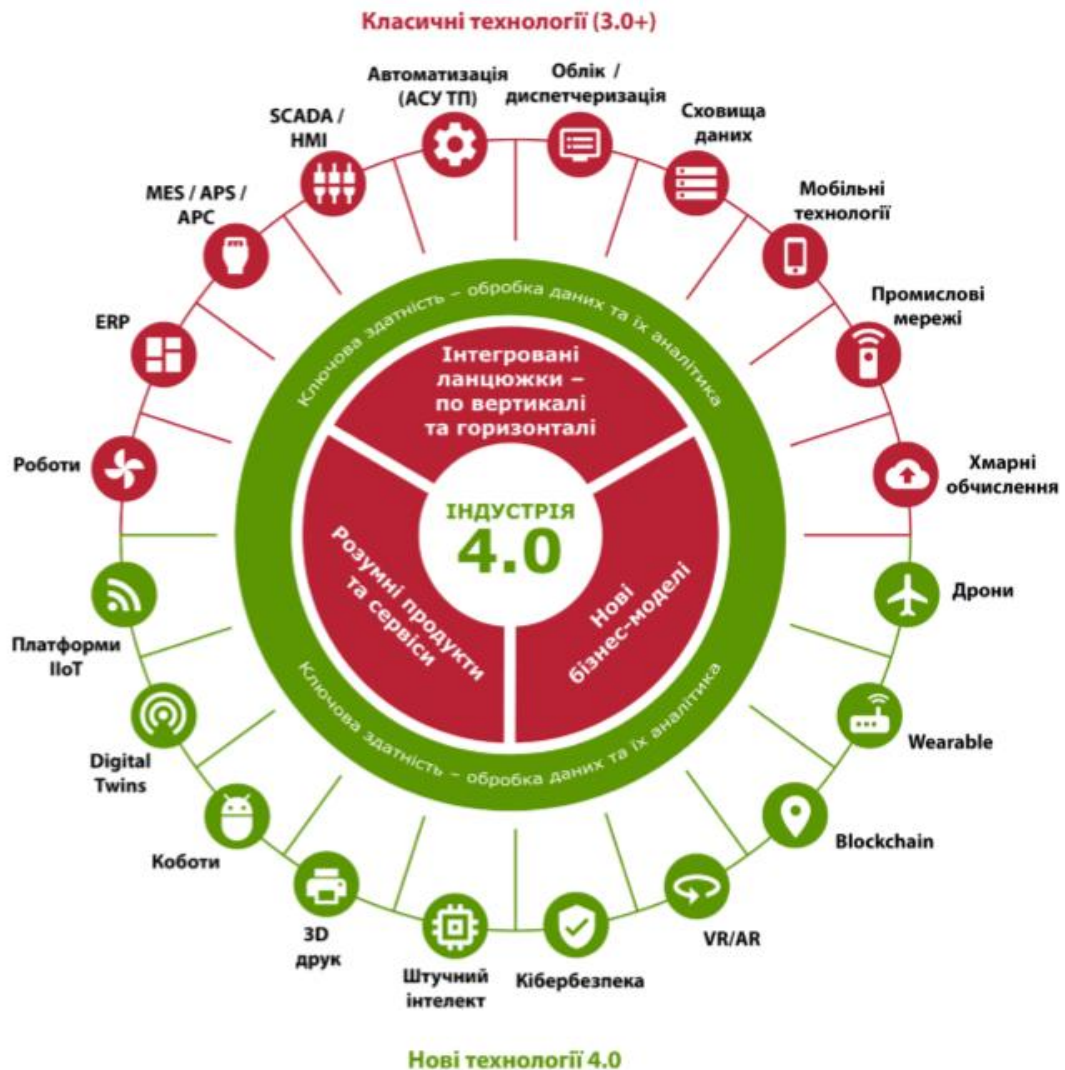 Класичні технології (3.0+)
Автоматизація
(АСУ ТП)
Облік /
диспетчеризація
SCADA /
HMI
Сховища
даних
MES / APS /
APC
Мобільні
технології
ERP
Промислові
мережі
Роботи
Хмарні
обчислення
Ключова здатність – обробка даних та їх аналітика
Інтегровані
ланцюжки –
по вертикалі
та горизонталі
ІНДУСТРІЯ
4.0
Розумні продукти
та сервіси
Нові
бізнес-моделі
Ключова здатність – обробка даних та їх аналітика
Платформи
IIoT
Дрони
Digital
Twins
Wearable
Коботи
Blockchain
3D
друк
VR/AR
Штучний
інтелект
Кібербезпека
Нові технології 4.0